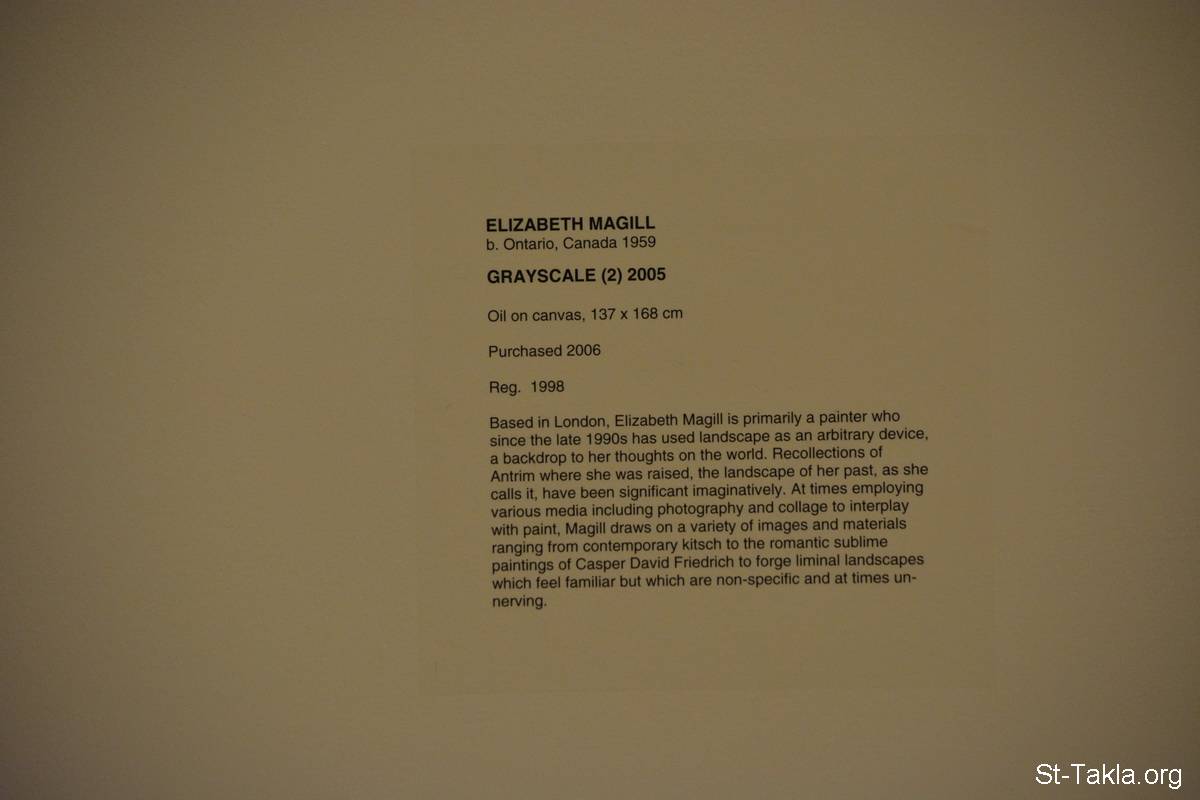 ELIZABETH MAGILL
b. Ontario, Canada 1959
GRAYSCALE (2) 2005
Oil on canvas, 137 x 168 cm
Purchased 2006
Reg. 1998
Based in London, Elizabeth Magill is primarily a painter who
since the late 1990s has used landscape as an arbitrary device,
a backdrop to her thoughts on the world. Recollections of
Antrim where she was raised, the landscape of her past, as she
calls it, have been significant imaginatively. At times employing
various media including photography and collage to interplay
with paint, Magill draws on a variety of images and materials
ranging from contemporary kitsch to the romantic sublime
paintings of Casper David Friedrich to forge liminal landscapes
which feel familiar but which are non-specific and at times un-
nerving.
St-Takla.org